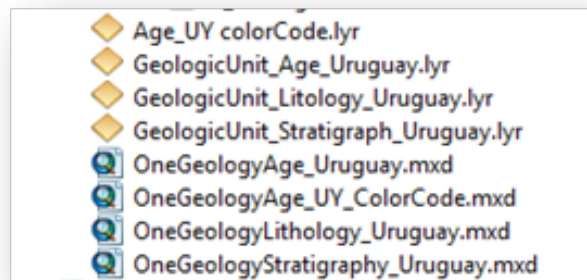 Age_UY colorCode.lyr
GeologicUnit_Age_Uruguay.lyr
GeologicUnit_Litology_Uruguay.lyr
GeologicUnit_Stratigraph_Uruguay.lyr
OneGeologyAge_Uruguay.mxd
OneGeologyAge_UY_ColorCode.mxd
OneGeologyLithology_Uruguay.mxd
OneGeologyStratigraphy_Uruguay.mxd